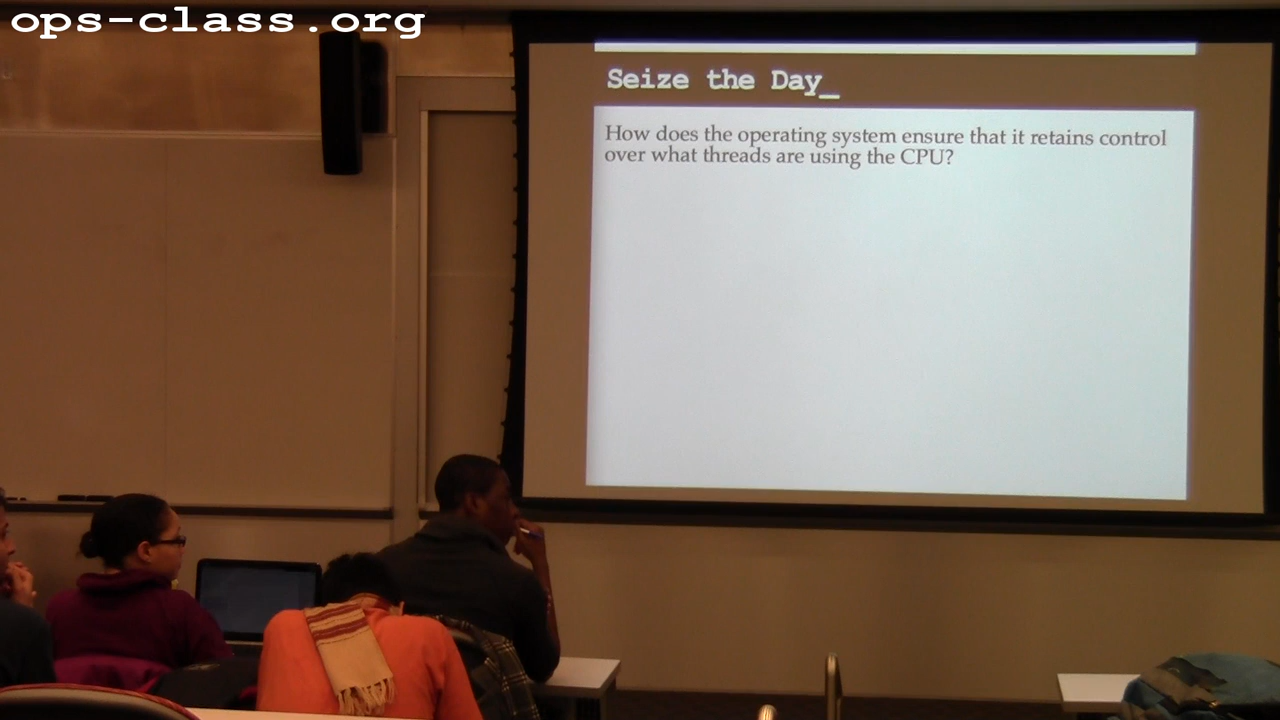 ops-class.org
Seize the Day_
How does the operating system ensure that it retains control
over what threads are using the CPU?